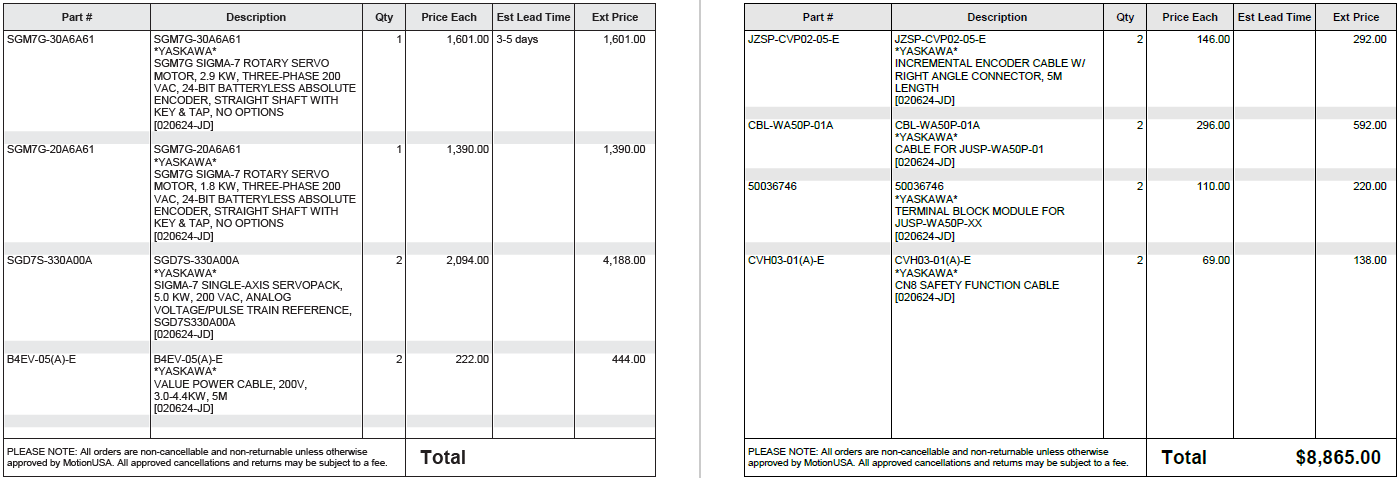 Part # Description Qty Price Each Est Lead Time Ext Price
SGM7G-30A6A61 SGM7G-30A6A61 1 1,601.00 3-5 days 1,601.00
*YASKAWA*
SGM7G SIGMA-7 ROTARY SERVO
MOTOR, 2.9 KW, THREE-PHASE 200
VAC, 24-BIT BATTERYLESS ABSOLUTE
ENCODER, STRAIGHT SHAFT WITH
KEY & TAP, NO OPTIONS
[020624-JD]
SGM7G-20A6A61 SGM7G-20A6A61 1 1,390.00 1,390.00
*YASKAWA*
SGM7G SIGMA-7 ROTARY SERVO
MOTOR, 1.8 KW, THREE-PHASE 200
VAC, 24-BIT BATTERYLESS ABSOLUTE
ENCODER, STRAIGHT SHAFT WITH
KEY & TAP, NO OPTIONS
[020624-JD]
SGD7S-330A00A SGD7S-330A00A 2 2,094.00 4,188.00
*YASKAWA*
SIGMA-7 SINGLE-AXIS SERVOPACK,
5.0 KW, 200 VAC, ANALOG
VOLTAGE/PULSE TRAIN REFERENCE,
SGD7S330A00A
[020624-JD]
B4EV-05(A)-E B4EV-05(A)-E 2 222.00 444.00
*YASKAWA*
VALUE POWER CABLE, 200V,
3.0-4.4KW, 5M
[020624-JD]
PLEASE NOTE: All orders are non-cancellable and non-returnable unless otherwise
approved by MotionUSA. All approved cancellations and returns may be subject to a fee.
Total
Part # Description Qty Price Each Est Lead Time Ext Price
JZSP-CVP02-05-E JZSP-CVP02-05-E 2 146.00 292.00
*YASKAWA*
INCREMENTAL ENCODER CABLE W/
RIGHT ANGLE CONNECTOR, 5M
LENGTH
[020624-JD]
CBL-WA50P-01A CBL-WA50P-01A 2 296.00 592.00
*YASKAWA*
CABLE FOR JUSP-WA50P-01
[020624-JD]
50036746 50036746 2 110.00 220.00
*YASKAWA*
TERMINAL BLOCK MODULE FOR
JUSP-WA50P-XX
[020624-JD]
CVH03-01(A)-E CVH03-01(A)-E 2 69.00 138.00
*YASKAWA*
CN8 SAFETY FUNCTION CABLE
[020624-JD]
PLEASE NOTE: All orders are non-cancellable and non-returnable unless otherwise
approved by MotionUSA. All approved cancellations and returns may be subject to a fee.
Total $8,865.00